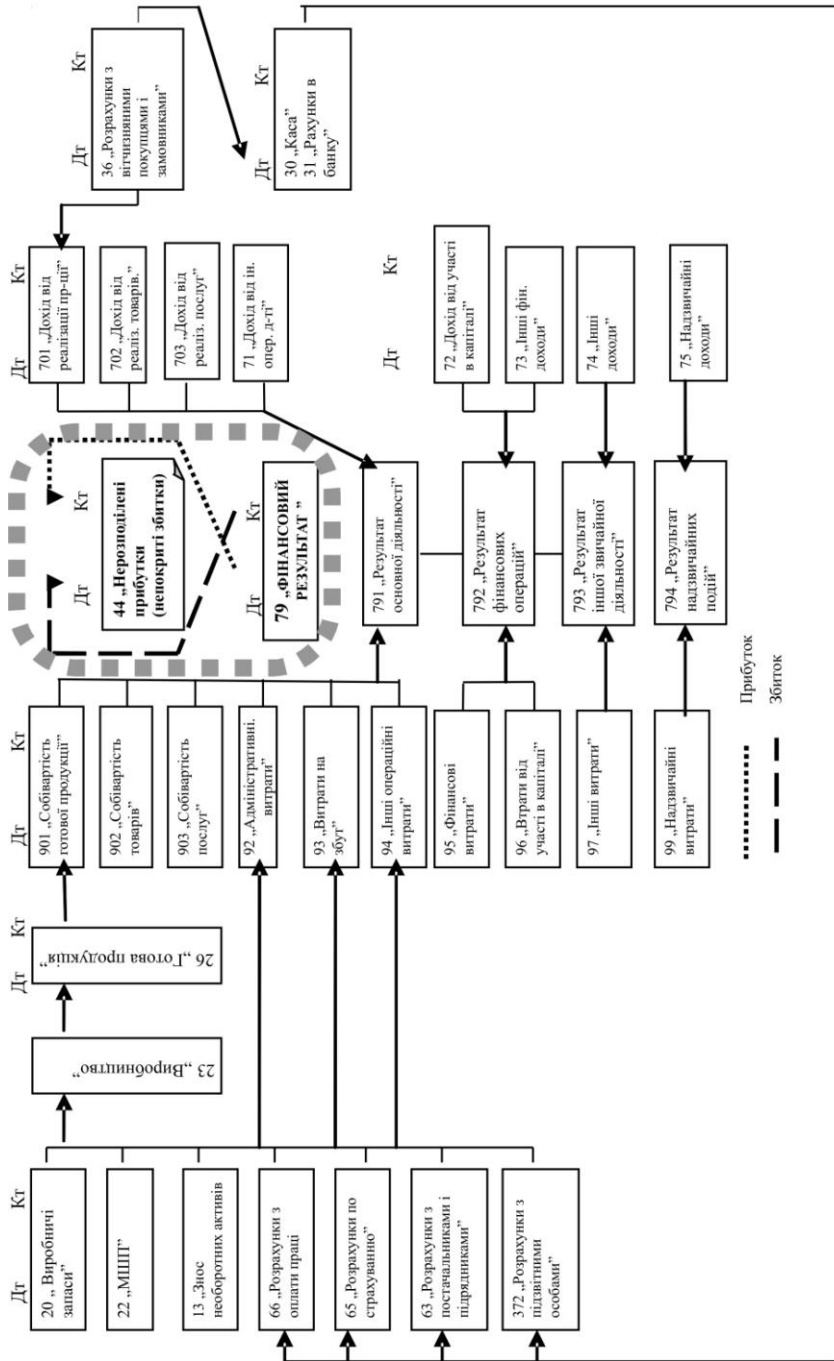 Дт Кт
20 „ Виробничі
запаси”
22 „МШП”
13 „Знос
необоротних активів
66 „Розрахунки з
оплати праці
65 „Розрахунки по
страхуванню”
63 „Розрахунки з
постачальниками і
підрядниками”
372 „Розрахунки з
підзвітними
особами”
23 „Виробництво”
Дт Кт
26 „ Готова продукція”
Дт Кт
901 „Собівартість
готової продукції”
902 „Собівартість
товарів”
903 „Собівартість
послуг”
92 „Адміністративні.
витрати”
93 „Витрати на
збут”
94 „Інші операційні
витрати”
95 „Фінансові
витрати”
96 „Втрати від
участі в капіталі”
97 „Інші витрати”
99 „Надзвичайні
витрати”
Дт Кт
44 „Нерозподілені
прибутки
(непокриті збитки)
Дт Кт
79 „ФІНАНСОВИЙ
РЕЗУЛЬТАТ ”
791 „Результат
основної діяльності”
792 „Результат
фінансових
операцій”
793 „Результат
іншої звичайної
діяльності”
794 „Результат
надзвичайних
подій”
Дт Кт
701 „Дохід від
реалізації пр-ції”
702 „Дохід від
реаліз. товарів.”
703 „Дохід від
реаліз. послуг”
71 „Дохід від ін.
опер. д-ті”
Дт Кт
72 „Дохід від участі
в капіталі”
73 „Інші фін.
доходи”
74 „Інші
доходи”
75 „Надзвичайні
доходи”
Дт Кт
36 „Розрахунки з
вітчизняними
покупцями і
замовниками”
Дт Кт
30 „Каса”
31 „Рахунки в
банку”
Прибуток
Збиток